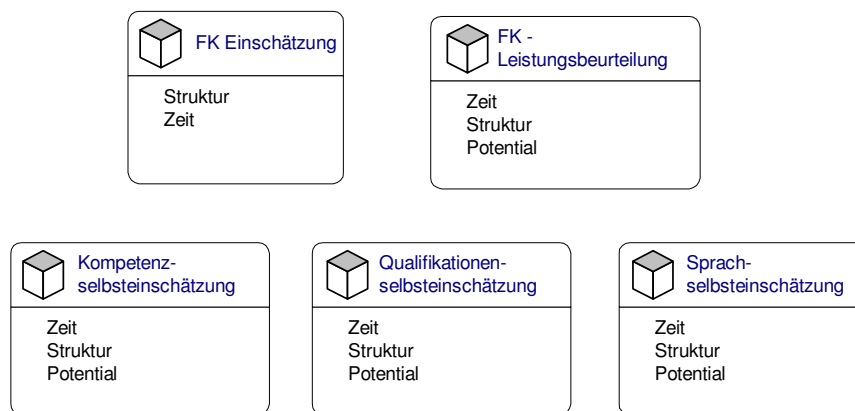 FK Einschätzung
Struktur
Zeit
FK -
Leistungsbeurteilung
Zeit
Struktur
Potential
Kompetenz-
selbsteinschätzung
Zeit
Struktur
Potential
Qualifikationen-
selbsteinschätzung
Zeit
Struktur
Potential
Sprach-
selbsteinschätzung
Zeit
Struktur
Potential